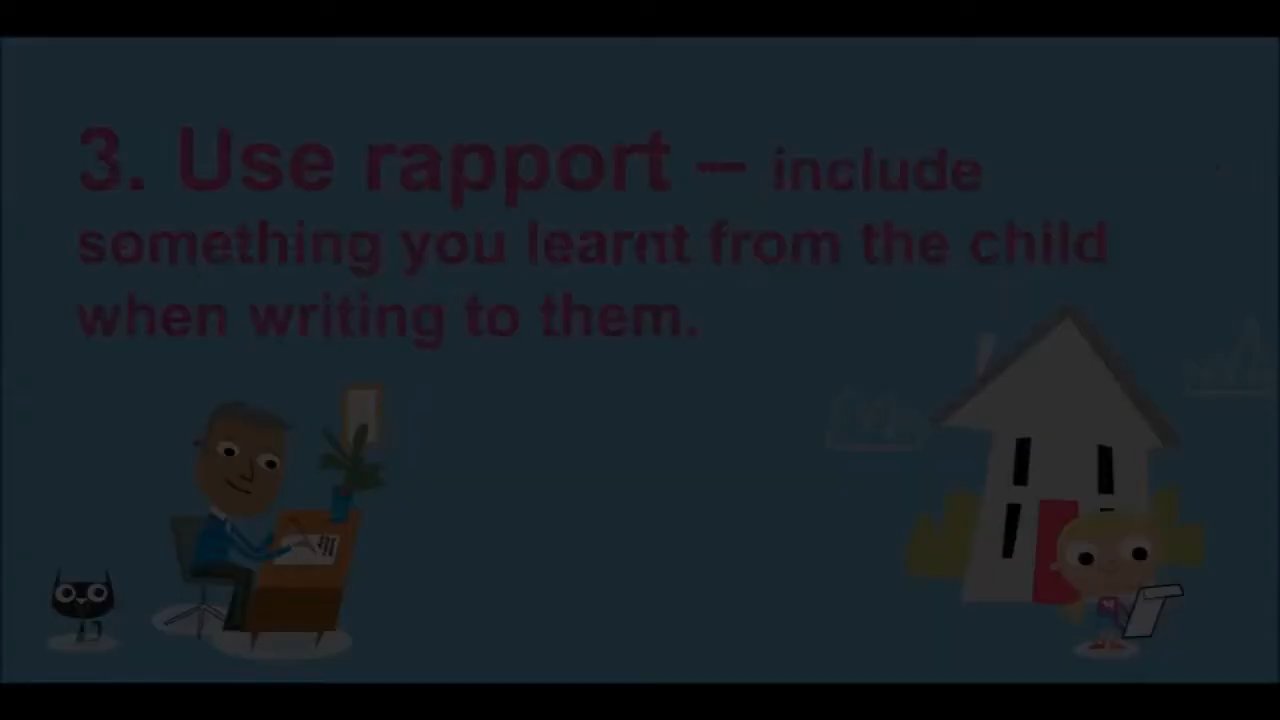 3. Use rapport – include
something you learnt from the child
when writing to them.